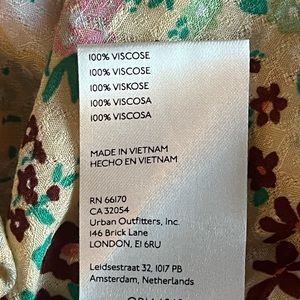 100% VISCOSE
100% VISCOSE
100% VISKOSE
100% VISCOSA
100% VISCOSA
MADE IN VIETNAM
HECHO EN VIETNAM
RN 66170
CA 32054
Urban Outfitters, Inc.
146 Brick Lane
LONDON, E1 6RU
Leidsestraat 32, 1017 PB
Amsterdam, Netherlands